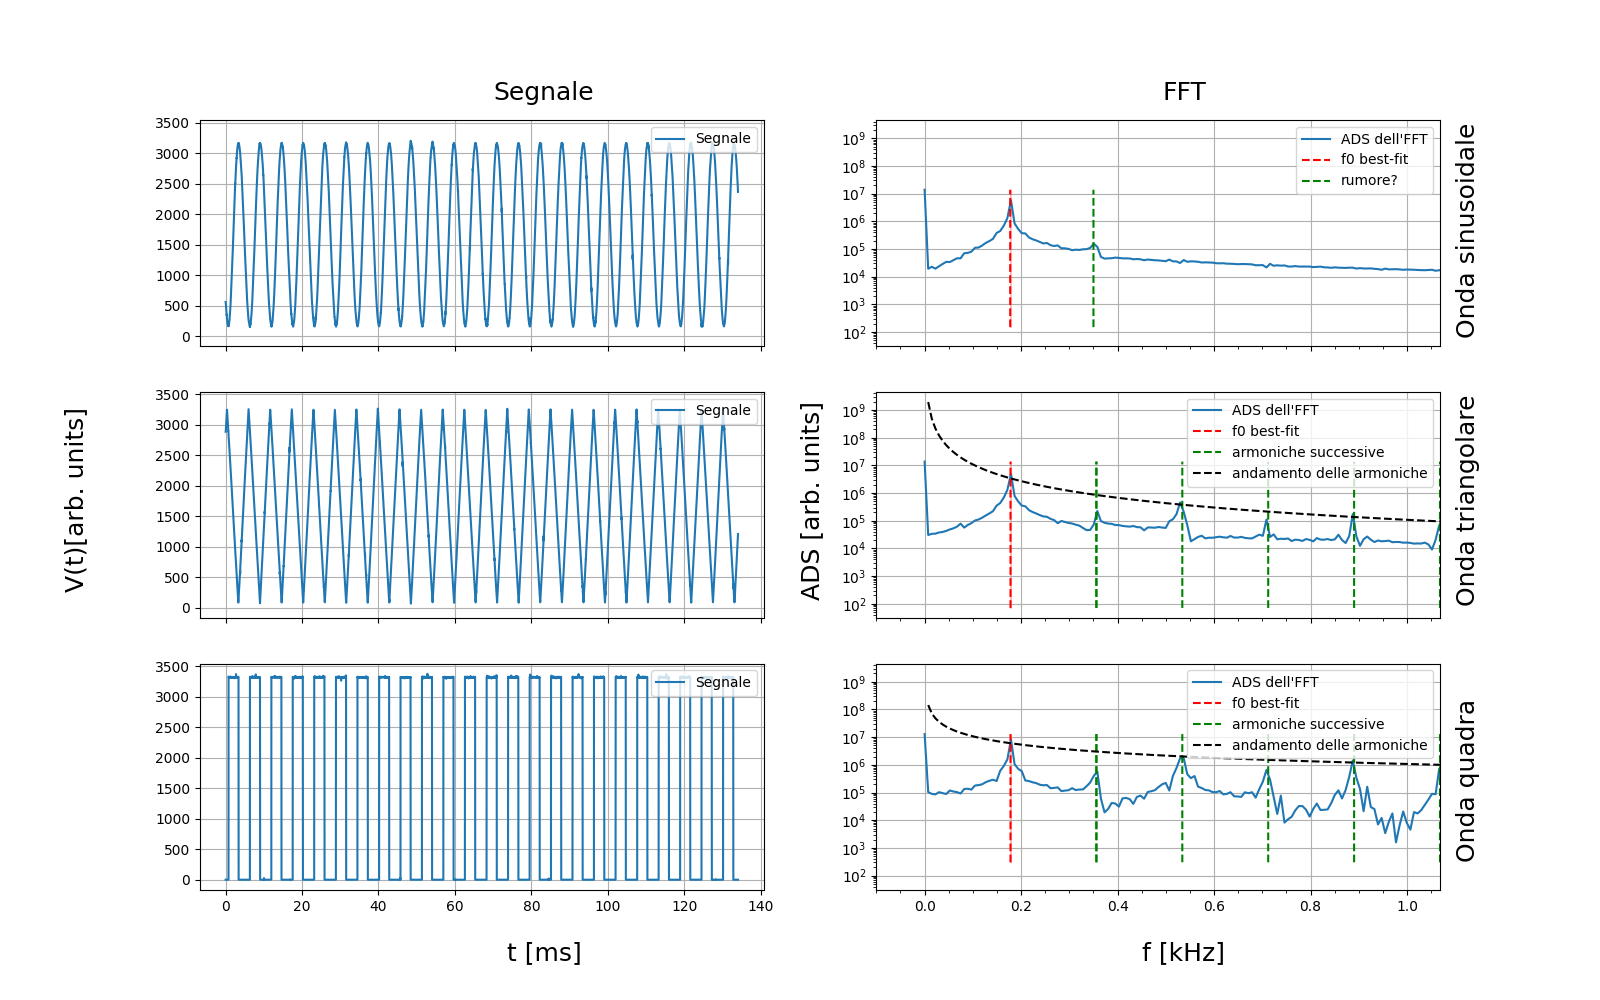 Segnale
FFT
3500
3000
2500
2000
1500
1000
500
0
Segnale
10⁹
10⁸
10⁷
10⁶
10⁵
10⁴
10³
10²
ADS dell'FFT
f0 best-fit
rumore?
Onda sinusoidale
V(t)[arb. units]
3500
3000
2500
2000
1500
1000
500
0
Segnale
ADS [arb. units]
10⁹
10⁸
10⁷
10⁶
10⁵
10⁴
10³
10²
ADS dell'FFT
f0 best-fit
armoniche successive
andamento delle armoniche
Onda triangolare
3500
3000
2500
2000
1500
1000
500
0
Segnale
0 20 40 60 80 100 120 140
t [ms]
10⁹
10⁸
10⁷
10⁶
10⁵
10⁴
10³
10²
ADS dell'FFT
f0 best-fit
armoniche successive
andamento delle armoniche
Onda quadra
0.0 0.2 0.4 0.6 0.8 1.0
f [kHz]